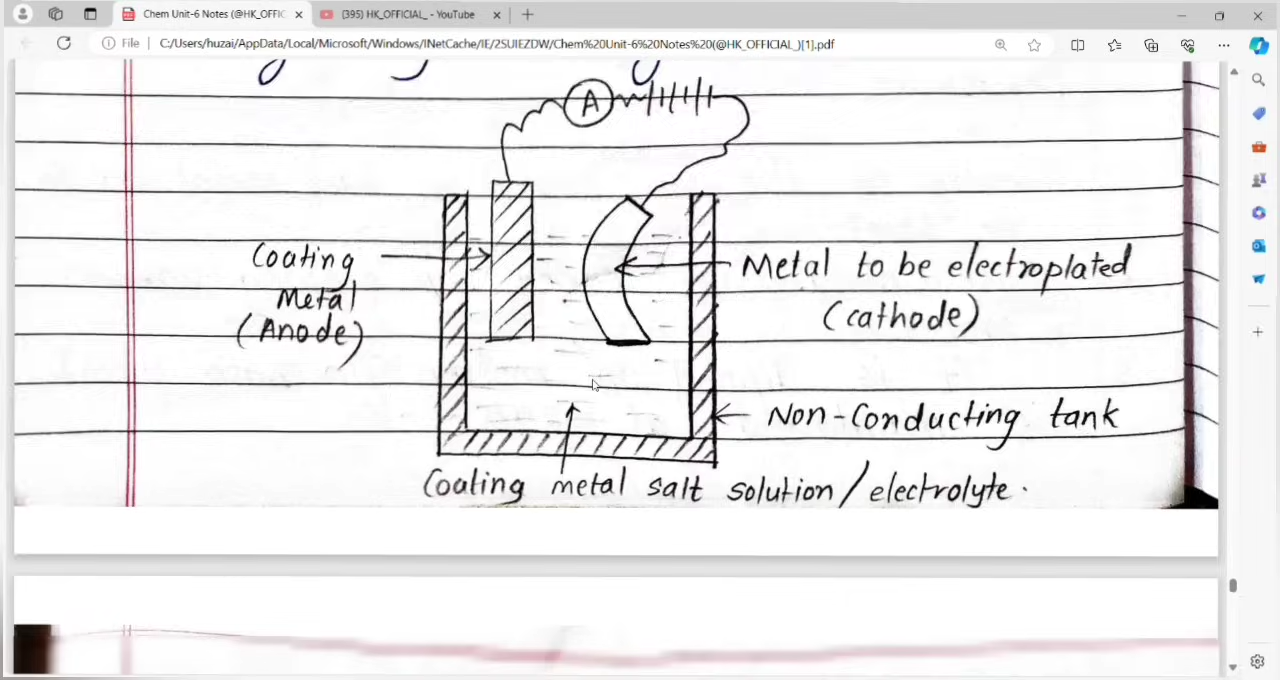 Chem Unit-6 Notes (@HK_OFFIC
(395) HK_OFFICIAL_ - YouTube
File
C:/Users/huzai/AppData/Local/Microsoft/Windows/INetCache/IE/2SUIEZDW/Chem%20Unit-6%20Notes%20(@HK_OFFICIAL_)[1].pdf
A
Coating
Metal
(Anode)
Metal to be electroplated
(cathode)
Non-Conducting tank
Coating metal salt solution/electrolyte.